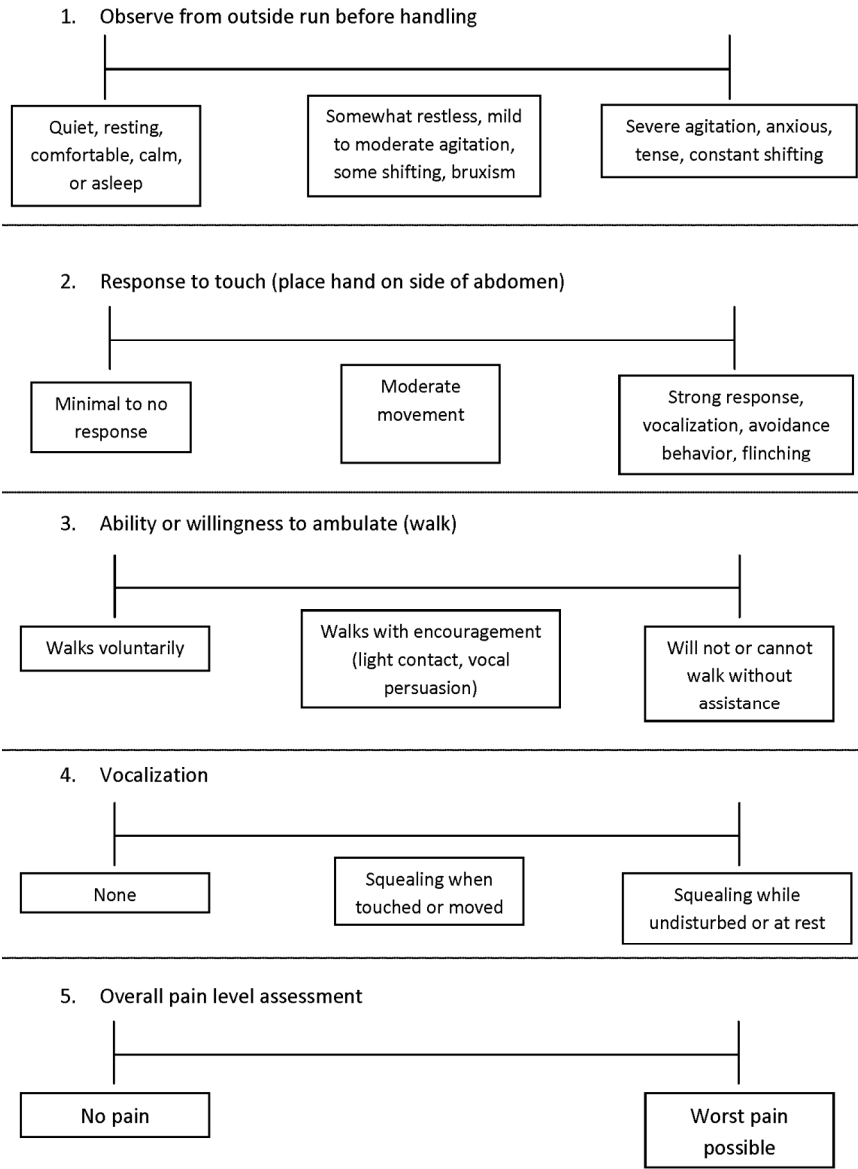 1. Observe from outside run before handling
Quiet, resting,
comfortable, calm,
or asleep
Somewhat restless, mild
to moderate agitation,
some shifting, bruxism
Severe agitation, anxious,
tense, constant shifting
2. Response to touch (place hand on side of abdomen)
Minimal to no
response
Moderate
movement
Strong response,
vocalization, avoidance
behavior, flinching
3. Ability or willingness to ambulate (walk)
Walks voluntarily
Walks with encouragement
(light contact, vocal
persuasion)
Will not or cannot
walk without
assistance
4. Vocalization
None
Squealing when
touched or moved
Squealing while
undisturbed or at rest
5. Overall pain level assessment
No pain
Worst pain
possible